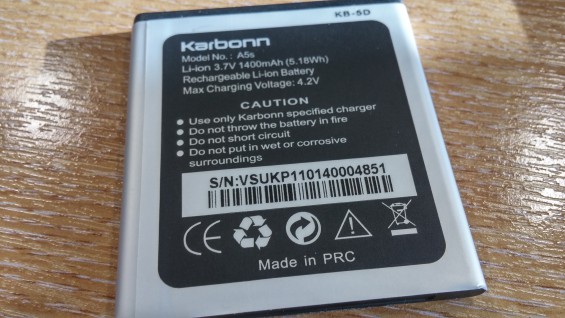 KB-5D
Karbonn
Model No.: A5s
Li-ion 3.7V 1400mAh (5.18Wh)
Rechargeable Li-ion Battery
Max Charging Voltage: 4.2V
CAUTION
● Use only Karbonn specified charger
● Do not throw the battery in fire
● Do not short circuit
● Do not put in wet or corrosive
surroundings
S/N:VSUKP110140004851
CE
Made in PRC